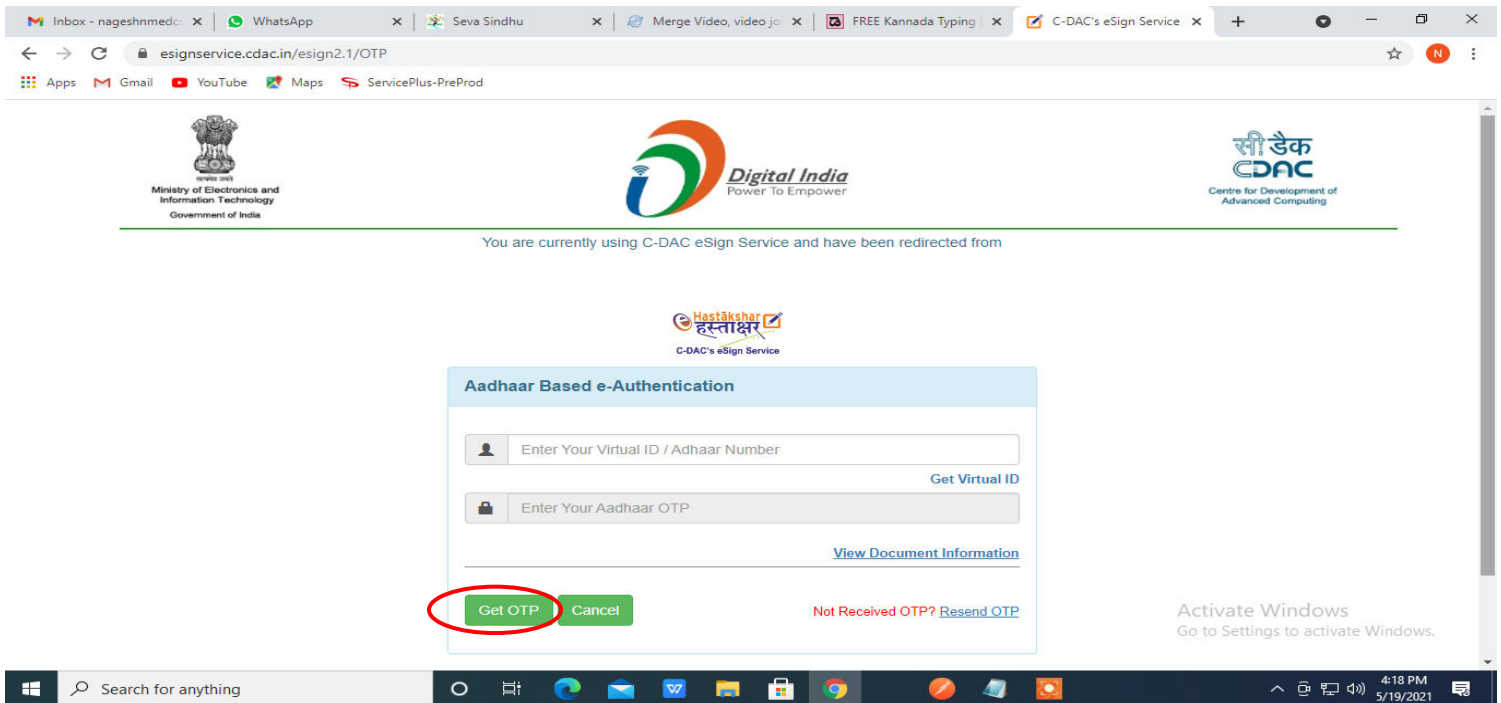 Inbox - nageshnmedcs
WhatsApp
Seva Sindhu
Merge Video, video jo
FREE Kannada Typing |
C-DAC's eSign Service
esignservice.cdac.in/esign2.1/OTP
N
Apps
Gmail
YouTube
Maps
ServicePlus-PreProd
सत्यमेव जयते
Ministry of Electronics and
Information Technology
Government of India
Digital India
Power To Empower
सी डैक
CDAC
Centre for Development of
Advanced Computing
You are currently using C-DAC eSign Service and have been redirected from
e Hastākshar
हस्ताक्षर
C-DAC's eSign Service
Aadhaar Based e-Authentication
Enter Your Virtual ID / Adhaar Number
Get Virtual ID
Enter Your Aadhaar OTP
View Document Information
Get OTP
Cancel
Not Received OTP? Resend OTP
Activate Windows
Go to Settings to activate Windows.
Search for anything
4:18 PM
5/19/2021